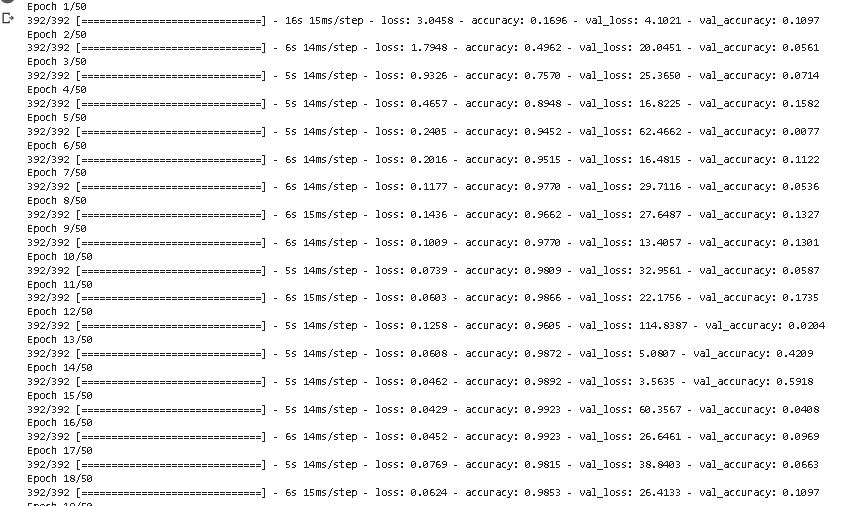 Epoch 1/50
392/392 [==============================] - 16s 15ms/step - loss: 3.0458 - accuracy: 0.1696 - val_loss: 4.1021 - val_accuracy: 0.1097
Epoch 2/50
392/392 [==============================] - 6s 14ms/step - loss: 1.7948 - accuracy: 0.4962 - val_loss: 20.0451 - val_accuracy: 0.0561
Epoch 3/50
392/392 [==============================] - 5s 14ms/step - loss: 0.9326 - accuracy: 0.7570 - val_loss: 25.3650 - val_accuracy: 0.0714
Epoch 4/50
392/392 [==============================] - 5s 14ms/step - loss: 0.4657 - accuracy: 0.8948 - val_loss: 16.8225 - val_accuracy: 0.1582
Epoch 5/50
392/392 [==============================] - 5s 14ms/step - loss: 0.2405 - accuracy: 0.9452 - val_loss: 62.4662 - val_accuracy: 0.0077
Epoch 6/50
392/392 [==============================] - 6s 14ms/step - loss: 0.2016 - accuracy: 0.9515 - val_loss: 16.4815 - val_accuracy: 0.1122
Epoch 7/50
392/392 [==============================] - 6s 14ms/step - loss: 0.1177 - accuracy: 0.9770 - val_loss: 29.7116 - val_accuracy: 0.0536
Epoch 8/50
392/392 [==============================] - 6s 15ms/step - loss: 0.1436 - accuracy: 0.9662 - val_loss: 27.6487 - val_accuracy: 0.1327
Epoch 9/50
392/392 [==============================] - 6s 14ms/step - loss: 0.1009 - accuracy: 0.9770 - val_loss: 13.4057 - val_accuracy: 0.1301
Epoch 10/50
392/392 [==============================] - 5s 14ms/step - loss: 0.0739 - accuracy: 0.9809 - val_loss: 32.9561 - val_accuracy: 0.0587
Epoch 11/50
392/392 [==============================] - 6s 15ms/step - loss: 0.0603 - accuracy: 0.9866 - val_loss: 22.1756 - val_accuracy: 0.1735
Epoch 12/50
392/392 [==============================] - 5s 14ms/step - loss: 0.1258 - accuracy: 0.9605 - val_loss: 114.8387 - val_accuracy: 0.0204
Epoch 13/50
392/392 [==============================] - 5s 14ms/step - loss: 0.0608 - accuracy: 0.9872 - val_loss: 5.0807 - val_accuracy: 0.4209
Epoch 14/50
392/392 [==============================] - 5s 14ms/step - loss: 0.0462 - accuracy: 0.9892 - val_loss: 3.5635 - val_accuracy: 0.5918
Epoch 15/50
392/392 [==============================] - 5s 14ms/step - loss: 0.0429 - accuracy: 0.9923 - val_loss: 60.3567 - val_accuracy: 0.0408
Epoch 16/50
392/392 [==============================] - 6s 14ms/step - loss: 0.0452 - accuracy: 0.9923 - val_loss: 26.6461 - val_accuracy: 0.0969
Epoch 17/50
392/392 [==============================] - 5s 14ms/step - loss: 0.0769 - accuracy: 0.9815 - val_loss: 38.8403 - val_accuracy: 0.0663
Epoch 18/50
392/392 [==============================] - 6s 15ms/step - loss: 0.0624 - accuracy: 0.9853 - val_loss: 26.4133 - val_accuracy: 0.1097